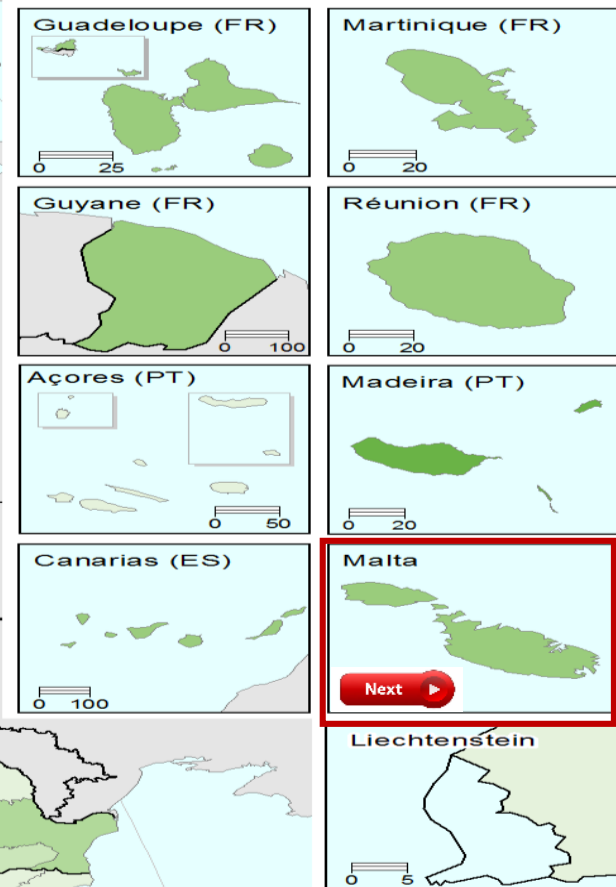 Guadeloupe (FR)
0 25
Martinique (FR)
0 20
Guyane (FR)
0 100
Réunion (FR)
0 20
Açores (PT)
0 50
Madeira (PT)
0 20
Canarias (ES)
0 100
Malta
Next
Liechtenstein
0 5